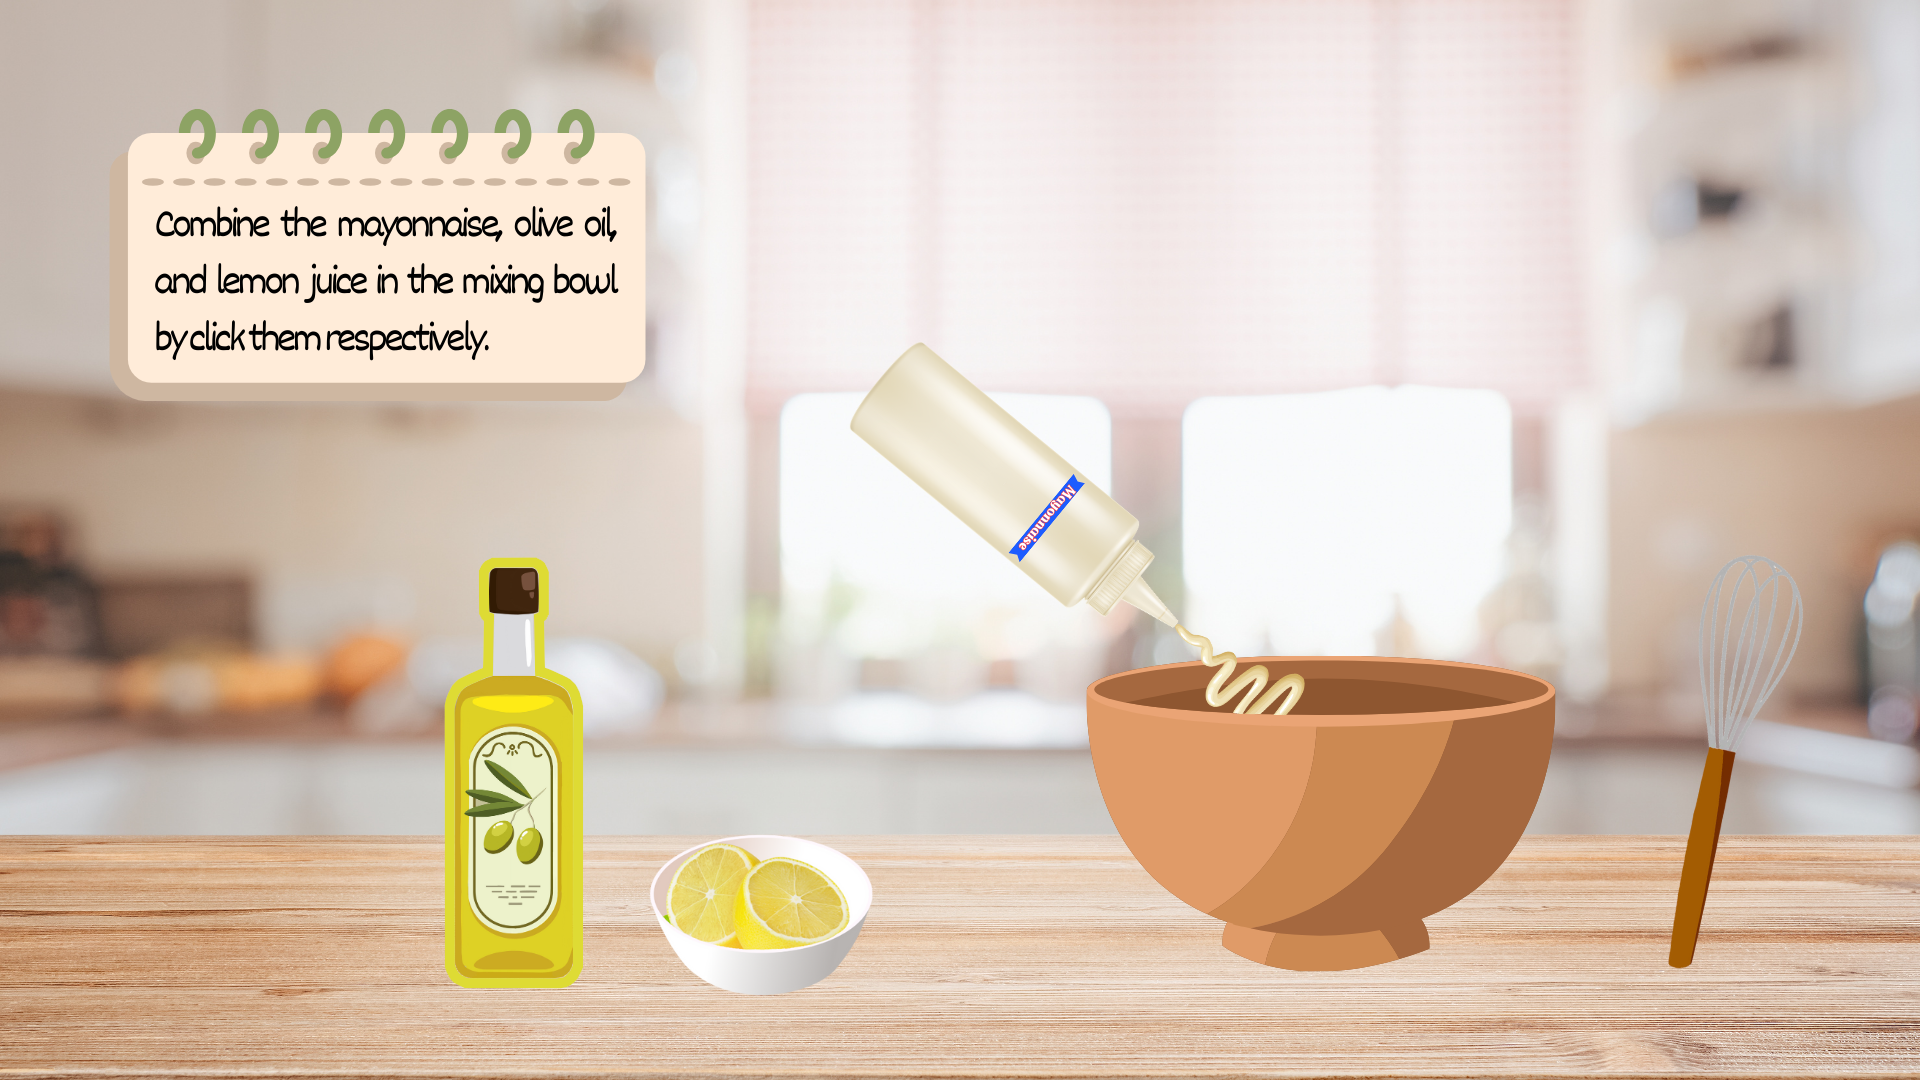 Combine the mayonnaise, olive oil,
and lemon juice in the mixing bowl
by click them respectively.
Mayonnaise